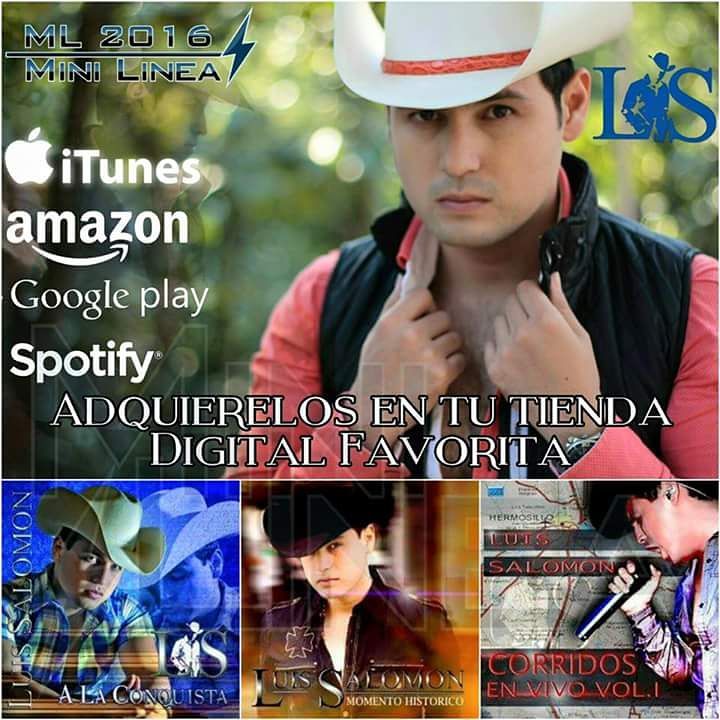 ML 2016
MINI LINEA
LS
iTunes
amazon
Google play
Spotify®
ADQUIERELOS EN TU TIENDA
DIGITAL FAVORITA
LUIS SALOMON
LS
A LA CONQUISTA
LUIS SALOMON
MOMENTO HISTORICO
HERMOSILLO
LUIS
SALOMON
CORRIDOS
EN VIVO VOL.I